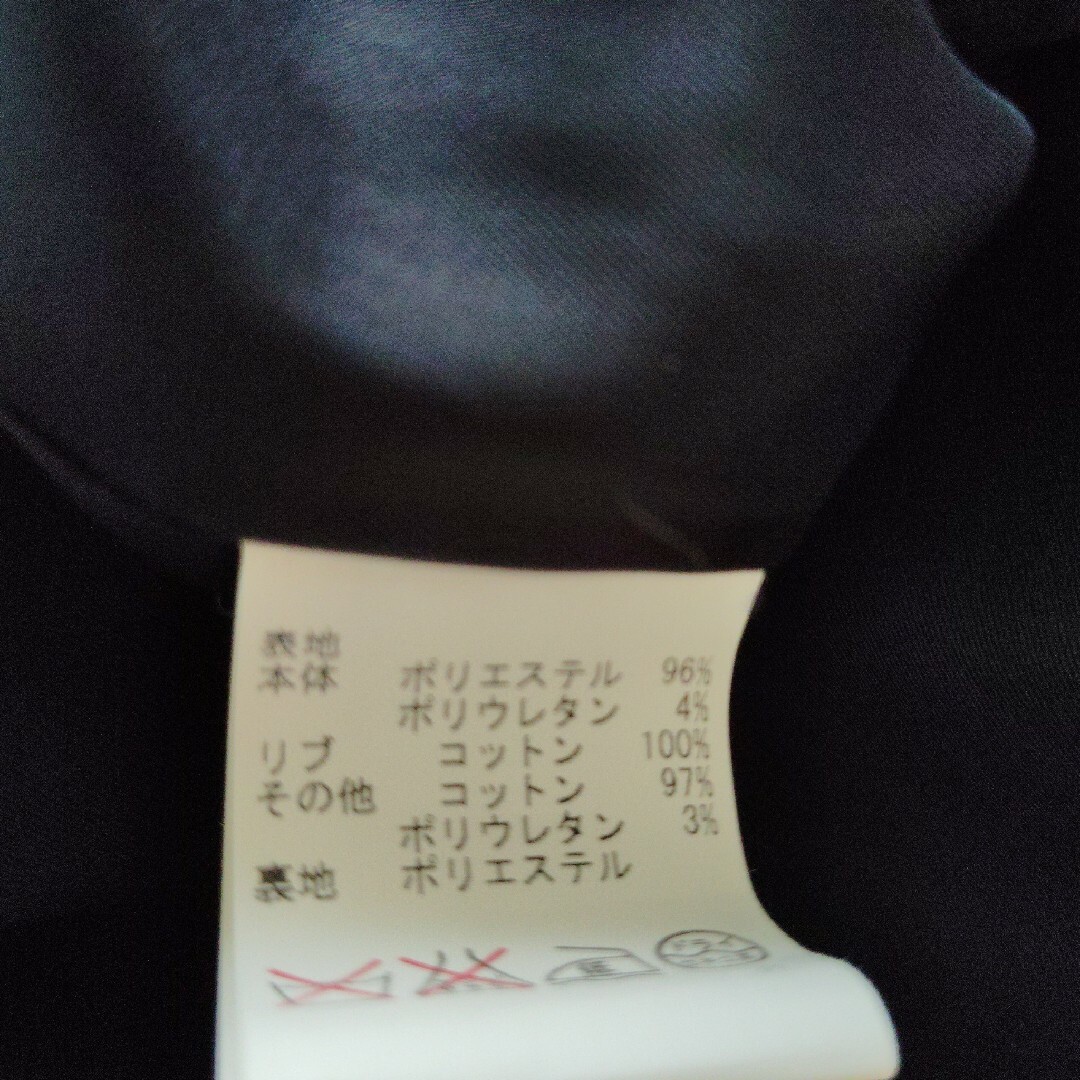 表地
本体 ポリエステル 96%
ポリウレタン 4%
リブ コットン 100%
その他 コットン 97%
ポリウレタン 3%
裏地 ポリエステル